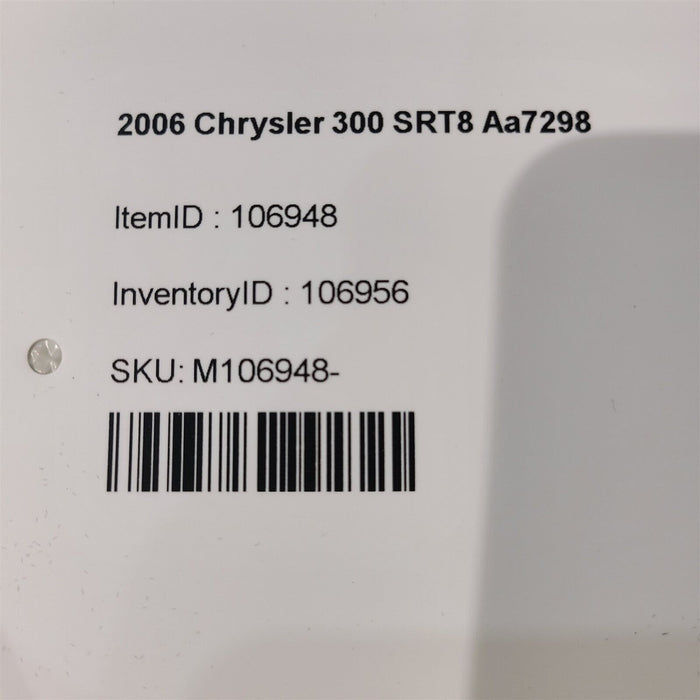 2006 Chrysler 300 SRT8 Aa7298
ItemID : 106948
InventoryID : 106956
SKU: M106948-